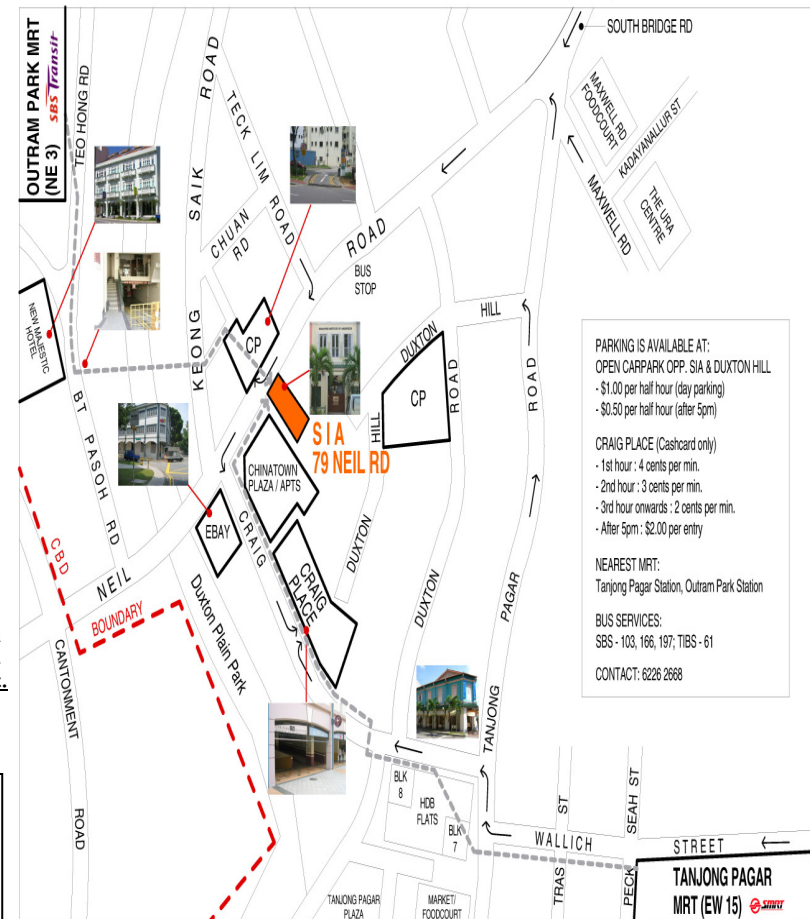 OUTRAM PARK MRT
(NE 3) SBS Transit
TEO HONG RD
SOUTH BRIDGE RD
KEONG SAIK ROAD
TECK LIM ROAD
CHUAN RD
MAXWELL RD FOODCOURT
KADAYANALLUR ST
THE URA CENTRE
MAXWELL RD
NEIL ROAD
BUS STOP
NEW MAJESTIC HOTEL
CP
CP
DUXTON HILL
DUXTON HILL
DUXTON ROAD
DUXTON
TANJONG PAGAR ROAD
S I A
79 NEIL RD
CHINATOWN PLAZA / APTS
EBAY
CRAIG
CRAIG PLACE
BT PASOH RD
CBD BOUNDARY
Duxton Plain Park
CANTONMENT ROAD
PARKING IS AVAILABLE AT:
OPEN CARPARK OPP. SIA & DUXTON HILL
- $1.00 per half hour (day parking)
- $0.50 per half hour (after 5pm)
CRAIG PLACE (Cashcard only)
- 1st hour : 4 cents per min.
- 2nd hour : 3 cents per min.
- 3rd hour onwards : 2 cents per min.
- After 5pm : $2.00 per entry
NEAREST MRT:
Tanjong Pagar Station, Outram Park Station
BUS SERVICES:
SBS - 103, 166, 197; TIBS - 61
CONTACT: 6226 2668
BLK 8
HDB FLATS
BLK 7
WALLICH STREET
TRAS ST
PECK SEAH ST
TANJONG PAGAR PLAZA
MARKET/ FOODCOURT
TANJONG PAGAR
MRT (EW 15) SMRT